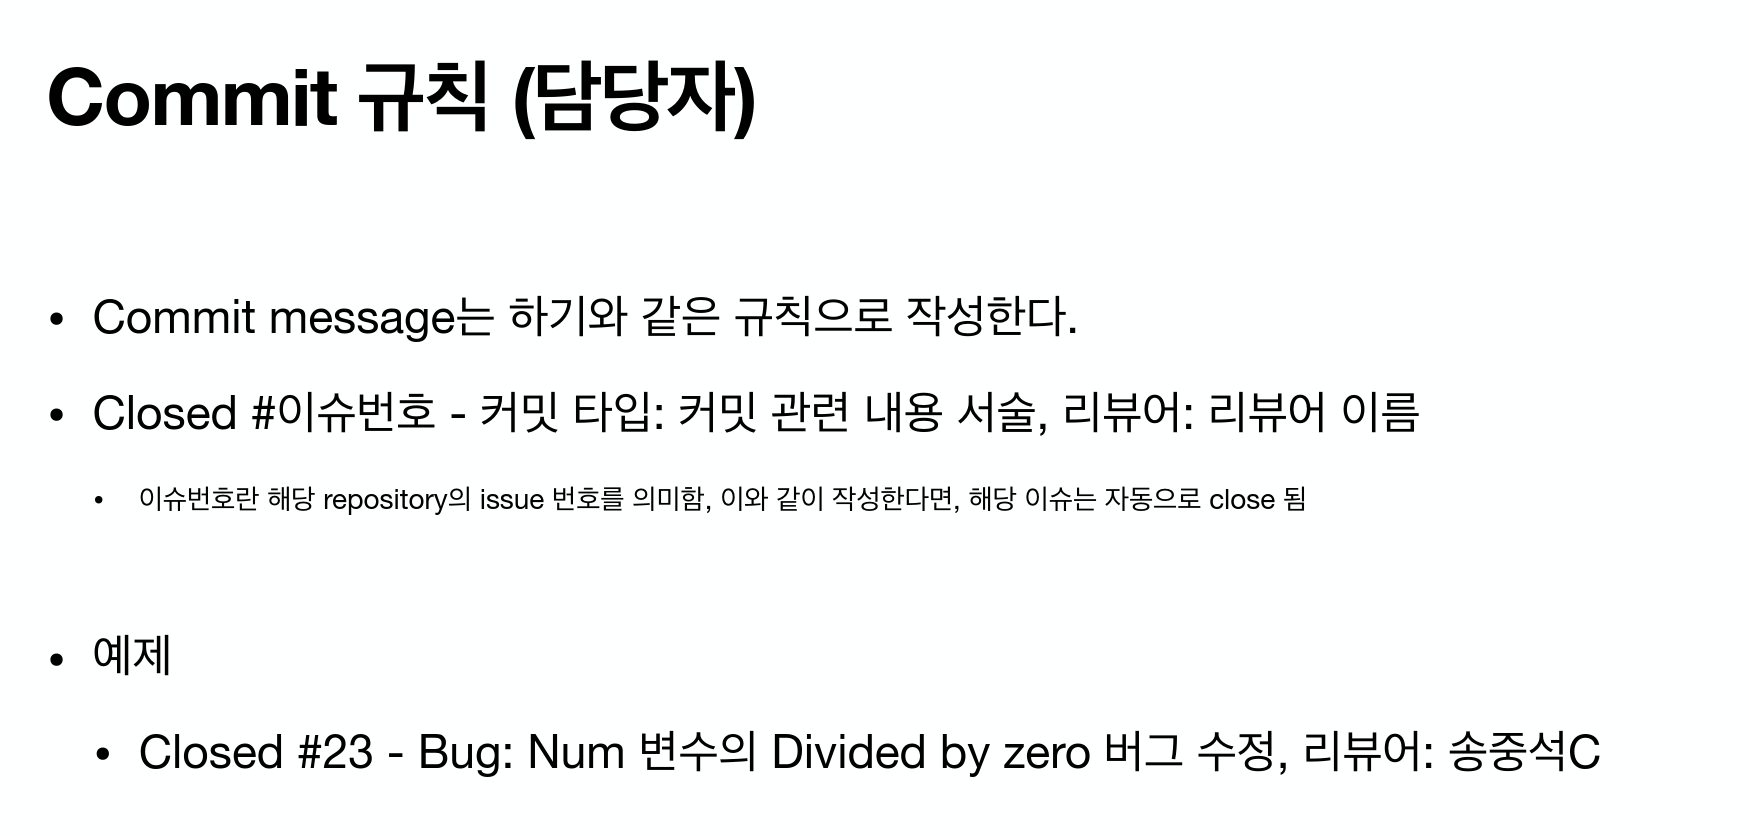 Commit 규칙 (담당자)
• Commit message는 하기와 같은 규칙으로 작성한다.
• Closed #이슈번호 - 커밋 타입: 커밋 관련 내용 서술, 리뷰어: 리뷰어 이름
• 이슈번호란 해당 repository의 issue 번호를 의미함, 이와 같이 작성한다면, 해당 이슈는 자동으로 close 됨
• 예제
• Closed #23 - Bug: Num 변수의 Divided by zero 버그 수정, 리뷰어: 송중석C